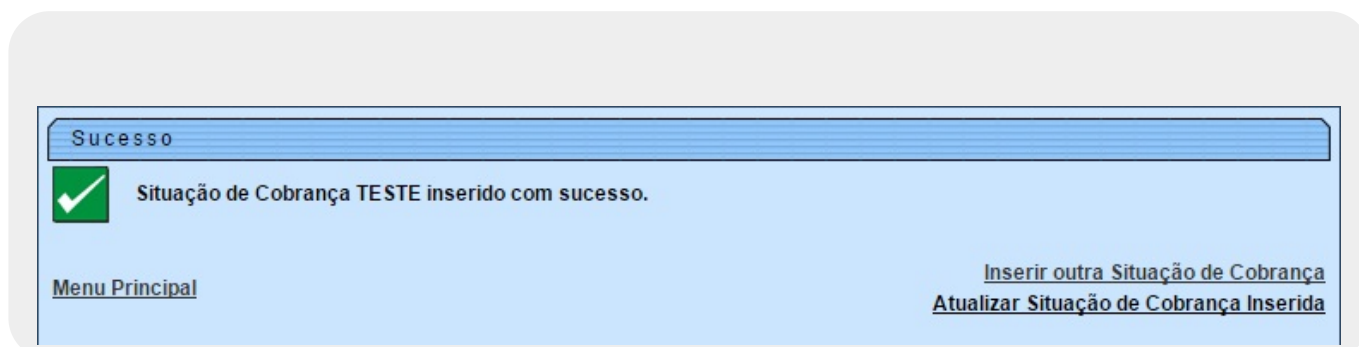 Sucesso
Situação de Cobrança TESTE inserido com sucesso.
Menu Principal
Inserir outra Situação de Cobrança
Atualizar Situação de Cobrança Inserida